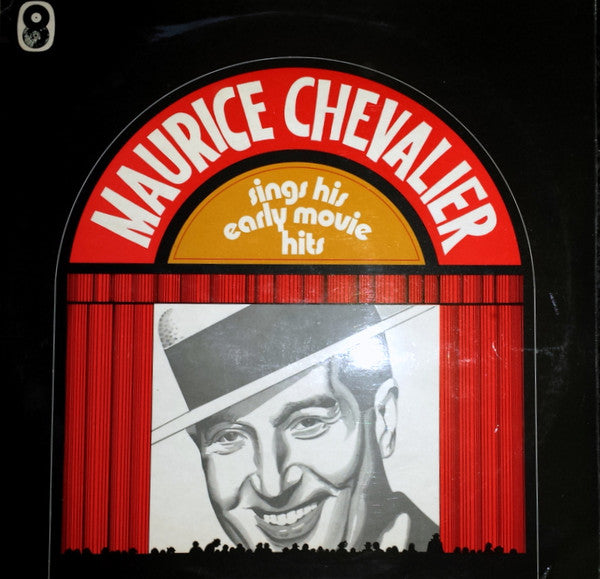 MAURICE CHEVALIER
sings his
early movie
hits